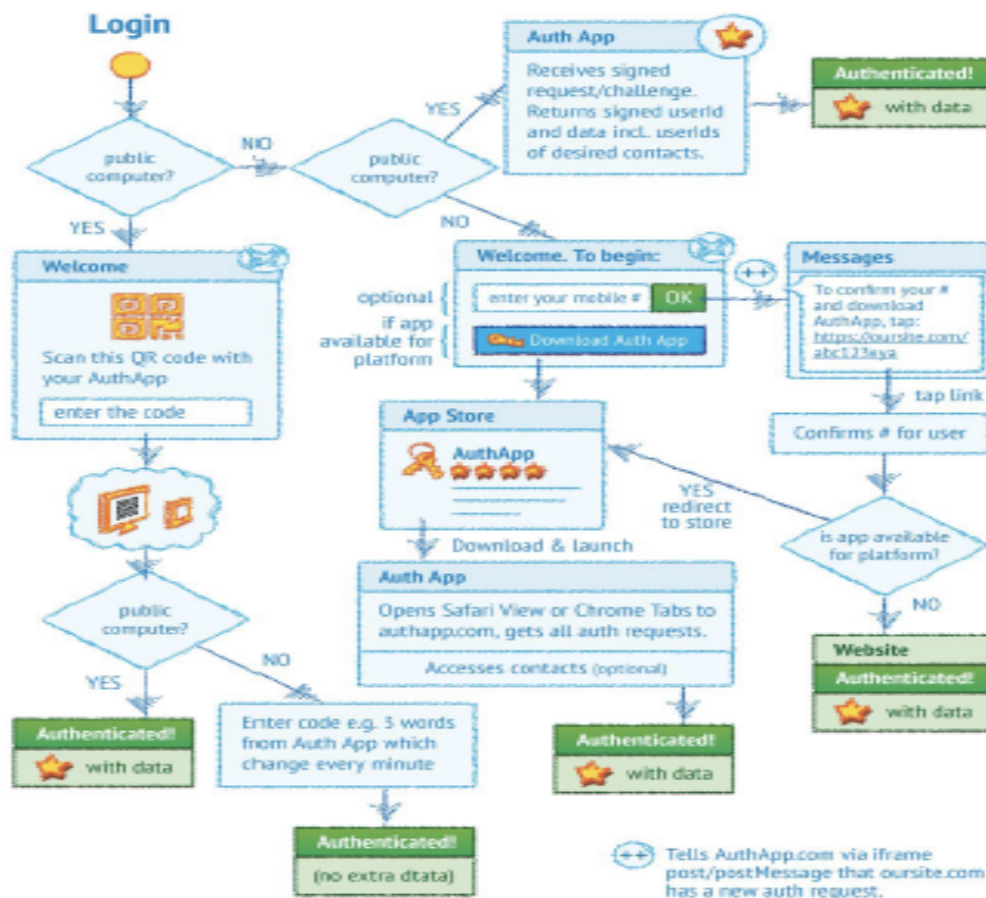 Login
public
computer?
NIO
YES
public
computer?
YES
NO
Auth App
Receives signed
request/challenge.
Returns signed userId
and data incl. userIds
of desired contacts.
Authenticated!
with data
Welcome
Scan this QR code with
your AuthApp
enter the code
Welcome. To begin:
optional
enter your mobile # OK
if app
available for
platform
Download Auth App
++
Messages
To confirm your #
and download
AuthApp, tap:
https://oursite.com/
abc123xya
tap link
Confirms # for user
is app available
for platform?
YES
redirect
to store
NO
Website
Authenticated!
with data
App Store
AuthApp
Download & launch
Auth App
Opens Safari View or Chrome Tabs to
authapp.com, gets all auth requests.
Accesses contacts (optional)
Authenticated!
with data
public
computer?
YES
NO
Authenticated!
with data
Enter code e.g. 3 words
from Auth App which
change every minute
Authenticated!
(no extra dtata)
++ Tells AuthApp.com via iframe
post/postMessage that oursite.com
has a new auth request.